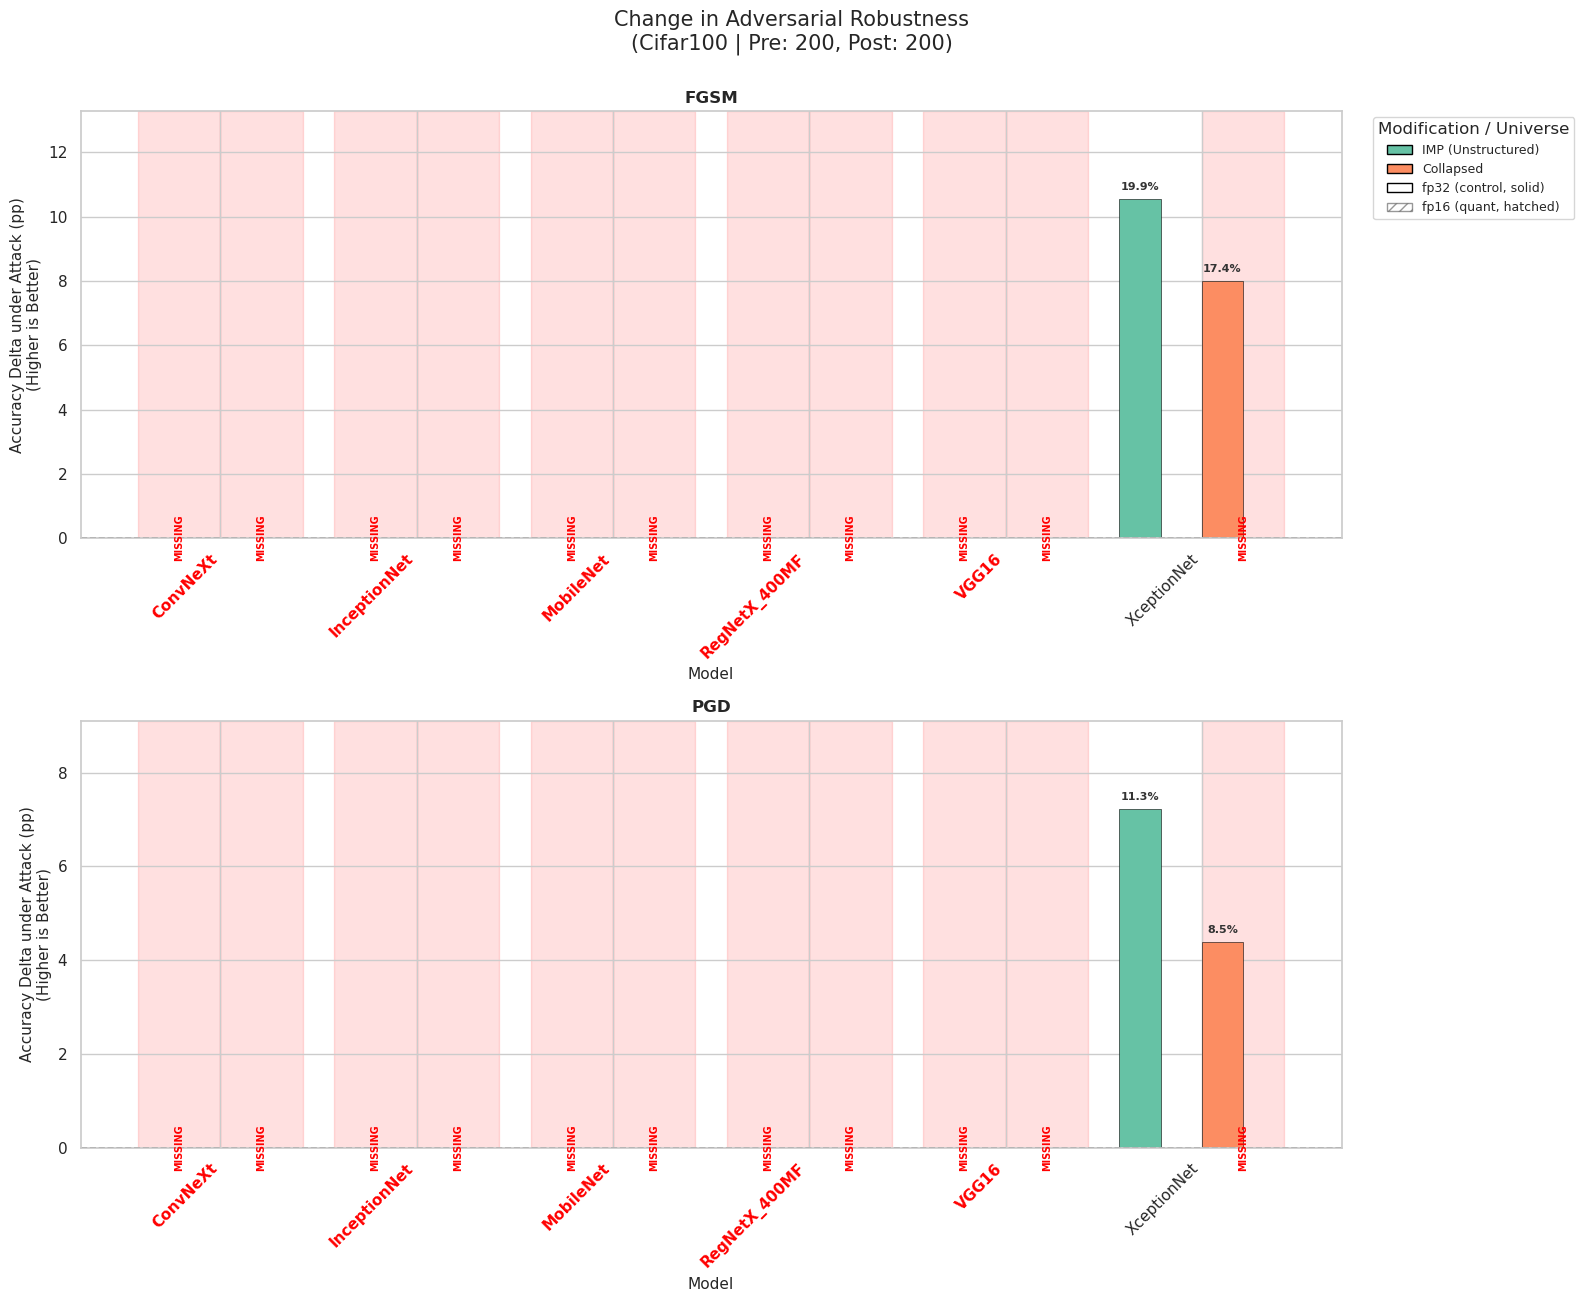 Change in Adversarial Robustness
(Cifar100 | Pre: 200, Post: 200)
FGSM
Accuracy Delta under Attack (pp)
(Higher is Better)
12
10
8
6
4
2
0
MISSING
MISSING
MISSING
MISSING
MISSING
MISSING
MISSING
MISSING
MISSING
MISSING
19.9%
17.4%
MISSING
ConvNeXt
InceptionNet
MobileNet
RegNetX_400MF
VGG16
XceptionNet
Model
Modification / Universe
IMP (Unstructured)
Collapsed
fp32 (control, solid)
fp16 (quant, hatched)
PGD
Accuracy Delta under Attack (pp)
(Higher is Better)
8
6
4
2
0
MISSING
MISSING
MISSING
MISSING
MISSING
MISSING
MISSING
MISSING
MISSING
MISSING
11.3%
8.5%
MISSING
ConvNeXt
InceptionNet
MobileNet
RegNetX_400MF
VGG16
XceptionNet
Model